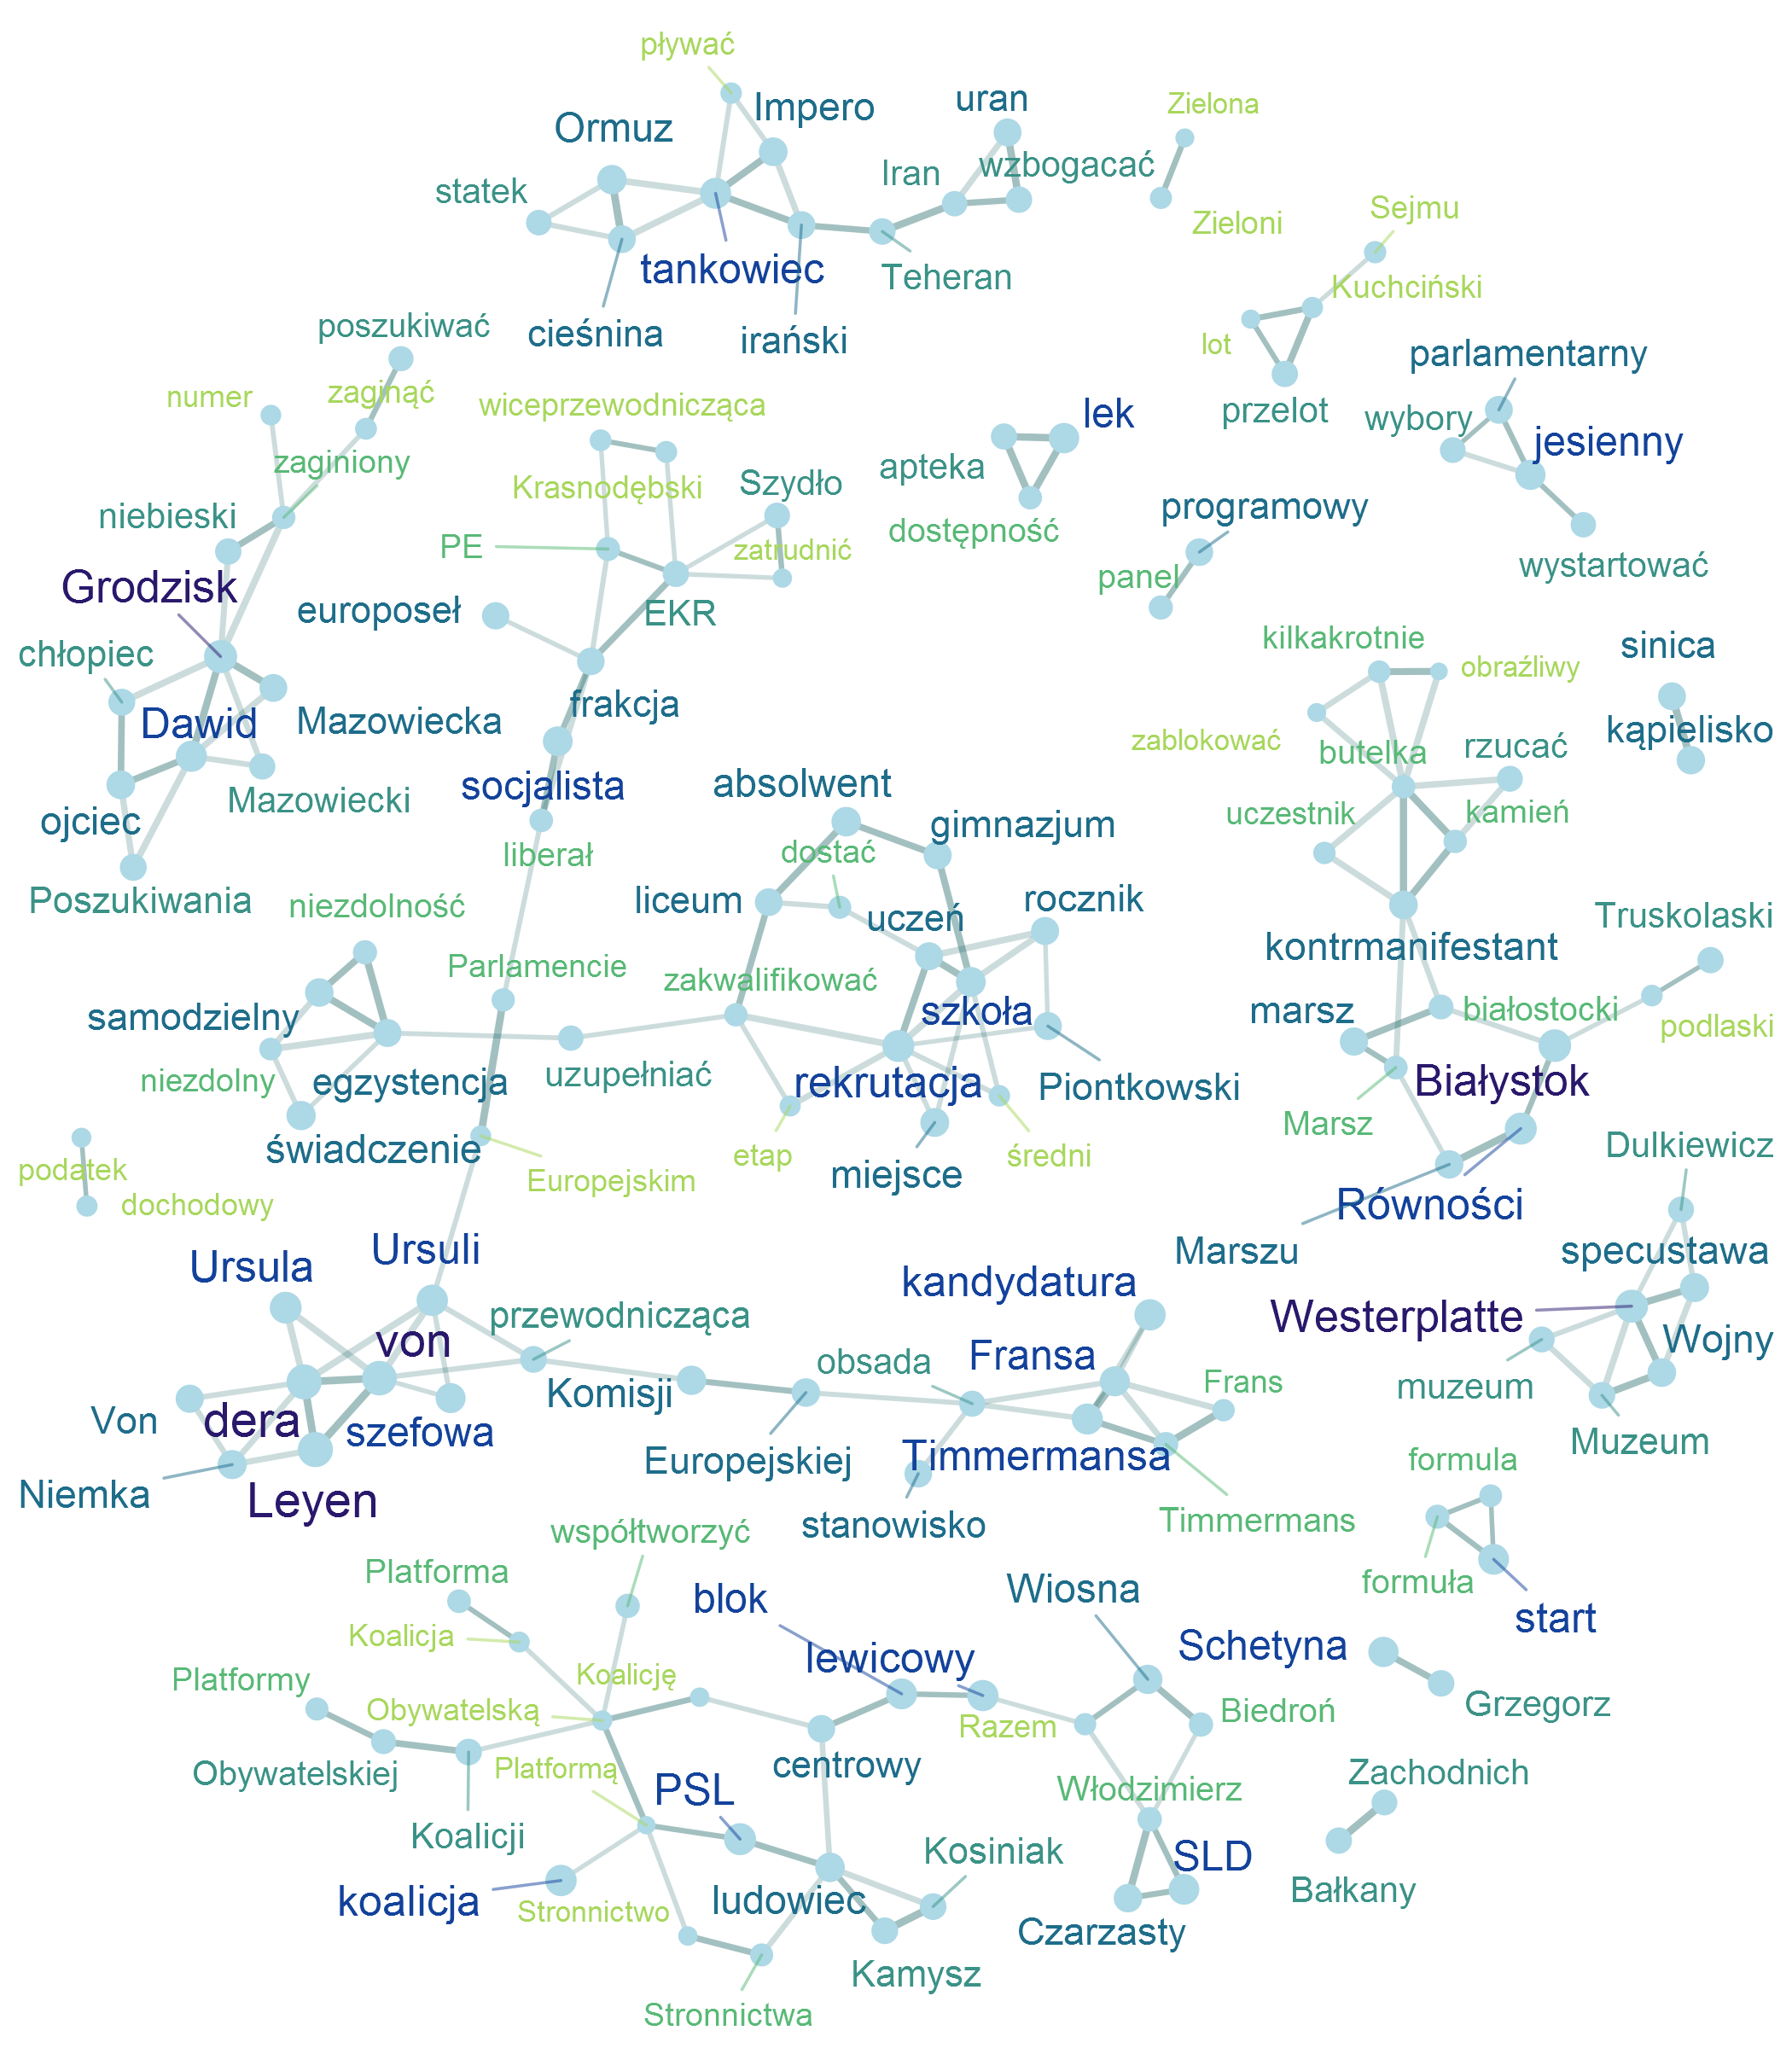 pływać
Impero
uran
Zielona
Ormuz
Iran
wzbogacać
statek
Zieloni
Sejmu
tankowiec
Teheran
Kuchciński
poszukiwać
cieśnina
irański
lot
parlamentarny
numer
zaginąć
wiceprzewodnicząca
lek
przelot
wybory
jesienny
zaginiony
apteka
Krasnodębski
Szydło
programowy
niebieski
dostępność
PE
zatrudnić
wystartować
panel
Grodzisk
europoseł
EKR
kilkakrotnie
sinica
chłopiec
obraźliwy
Dawid
Mazowiecka
frakcja
zablokować
butelka
rzucać
kąpielisko
socjalista
absolwent
Mazowiecki
ojciec
gimnazjum
uczestnik
kamień
liberał
dostać
Poszukiwania
niezdolność
liceum
uczeń
rocznik
Truskolaski
kontrmanifestant
Parlamencie
zakwalifikować
samodzielny
szkoła
marsz
białostocki
podlaski
niezdolny
egzystencja
uzupełniać
rekrutacja
Piontkowski
Białystok
Marsz
świadczenie
etap
średni
Dulkiewicz
podatek
Europejskim
miejsce
dochodowy
Równości
Ursula
Ursuli
Marszu
specustawa
kandydatura
przewodnicząca
Westerplatte
von
Fransa
Wojny
obsada
Frans
Komisji
muzeum
Von
dera
szefowa
Europejskiej
Timmermansa
Muzeum
Niemka
formula
Leyen
stanowisko
Timmermans
współtworzyć
Platforma
blok
Wiosna
formuła
start
Koalicja
lewicowy
Schetyna
Platformy
Koalicję
Obywatelską
Razem
Biedroń
Grzegorz
Obywatelskiej
Platformą
PSL
centrowy
Włodzimierz
Zachodnich
Koalicji
Kosiniak
SLD
koalicja
Stronnictwo
ludowiec
Czarzasty
Bałkany
Kamysz
Stronnictwa